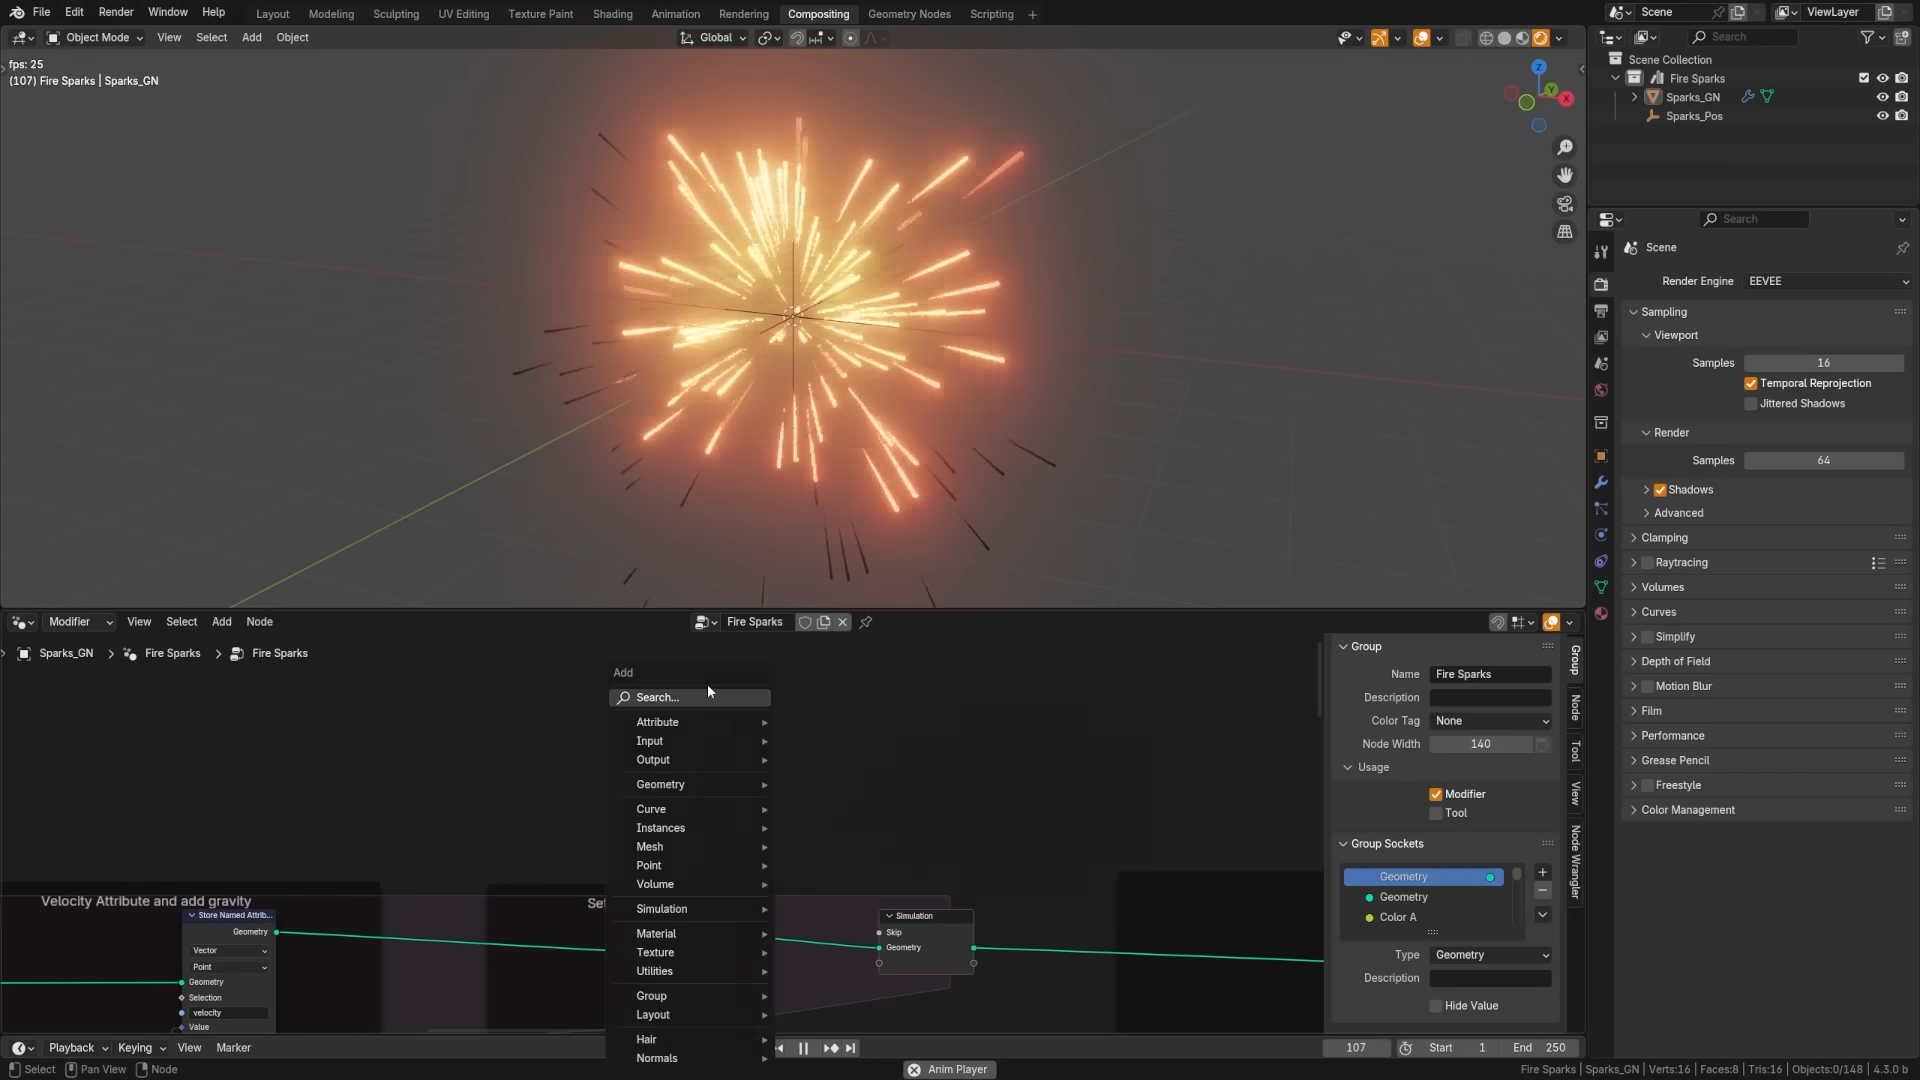 File Edit Render Window Help Layout Modeling Sculpting UV Editing Texture Paint Shading Animation Rendering Compositing Geometry Nodes Scripting + Scene ViewLayer
Object Mode View Select Add Object Global Search
fps: 25
(107) Fire Sparks | Sparks_GN
Z
Y
X
Scene Collection
Fire Sparks
Sparks_GN
Sparks_Pos
Search
Scene
Render Engine EEVEE
Sampling
Viewport
Samples 16
Temporal Reprojection
Jittered Shadows
Render
Samples 64
Shadows
Advanced
Clamping
Raytracing
Volumes
Curves
Simplify
Depth of Field
Motion Blur
Film
Performance
Grease Pencil
Freestyle
Color Management
Modifier View Select Add Node Fire Sparks
Sparks_GN > Fire Sparks > Fire Sparks
Add
Search...
Attribute
Input
Output
Geometry
Curve
Instances
Mesh
Point
Volume
Simulation
Material
Texture
Utilities
Group
Layout
Hair
Normals
Velocity Attribute and add gravity
Store Named Attrib...
Geometry
Vector
Point
Geometry
Selection
velocity
Value
Set
Simulation
Skip
Geometry
Group
Name Fire Sparks
Description
Color Tag None
Node Width 140
Usage
Modifier
Tool
Group Sockets
Geometry
Geometry
Color A
Type Geometry
Description
Hide Value
Group
Node
Tool
View
Node Wrangler
Playback Keying View Marker 107 Start 1 End 250
Select Pan View Node Anim Player Fire Sparks | Sparks_GN | Verts:16 | Faces:8 | Tris:16 | Objects:0/148 | 4.3.0 b